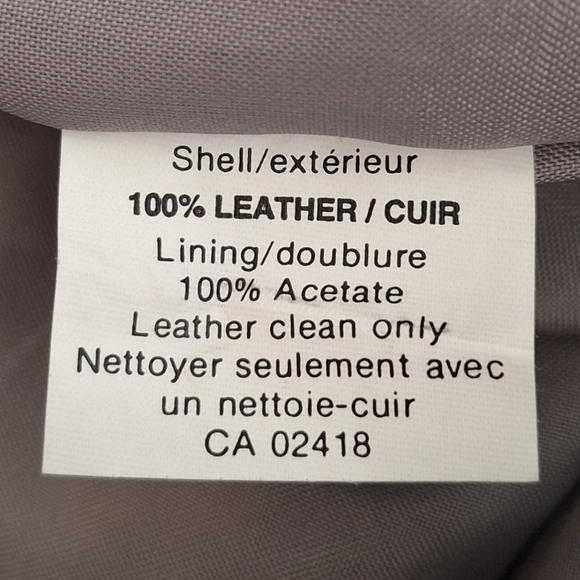 Shell/extérieur
100% LEATHER / CUIR
Lining/doublure
100% Acetate
Leather clean only
Nettoyer seulement avec
un nettoie-cuir
CA 02418